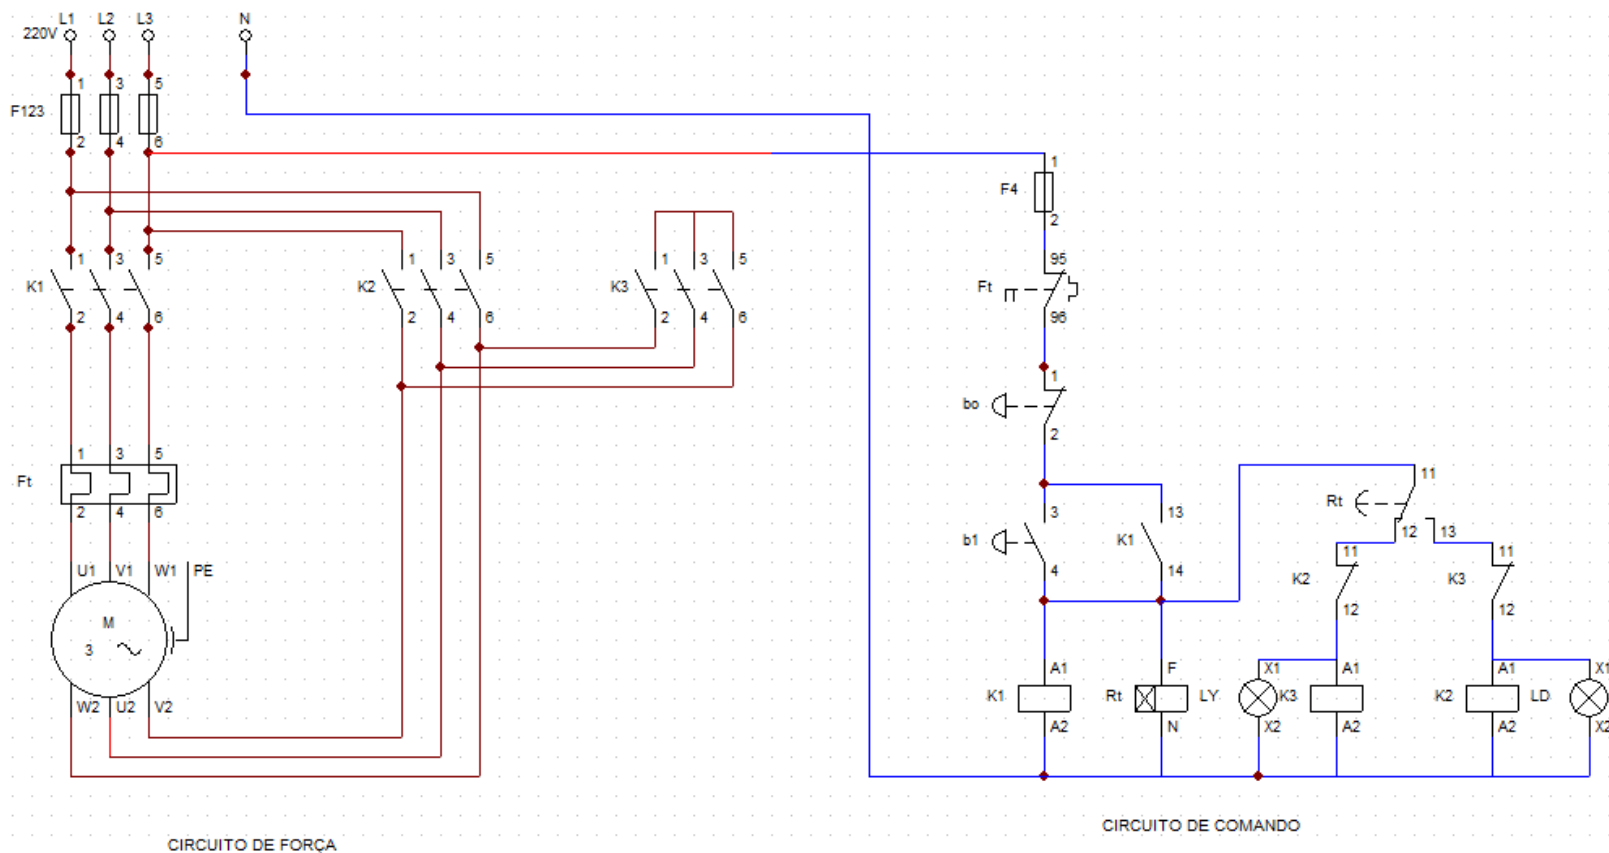 L1 L2 L3 N
220V
1 3 5
F123
2 4 6
1
F4
2
1 3 5 1 3 5 1 3 5 95
K1 K2 K3 Ft
2 4 6 2 4 6 2 4 6 96
1
bo
2
1 3 5 11
Ft Rt
2 4 6 3 13 12 13
b1 K1 11 11
4 14 K2 K3
U1 V1 W1 PE 12 12
M
3
A1 F X1 A1 A1 X1
K1 Rt LY K3 K2 LD
W2 U2 V2 A2 N X2 A2 A2 X2
CIRCUITO DE COMANDO
CIRCUITO DE FORÇA